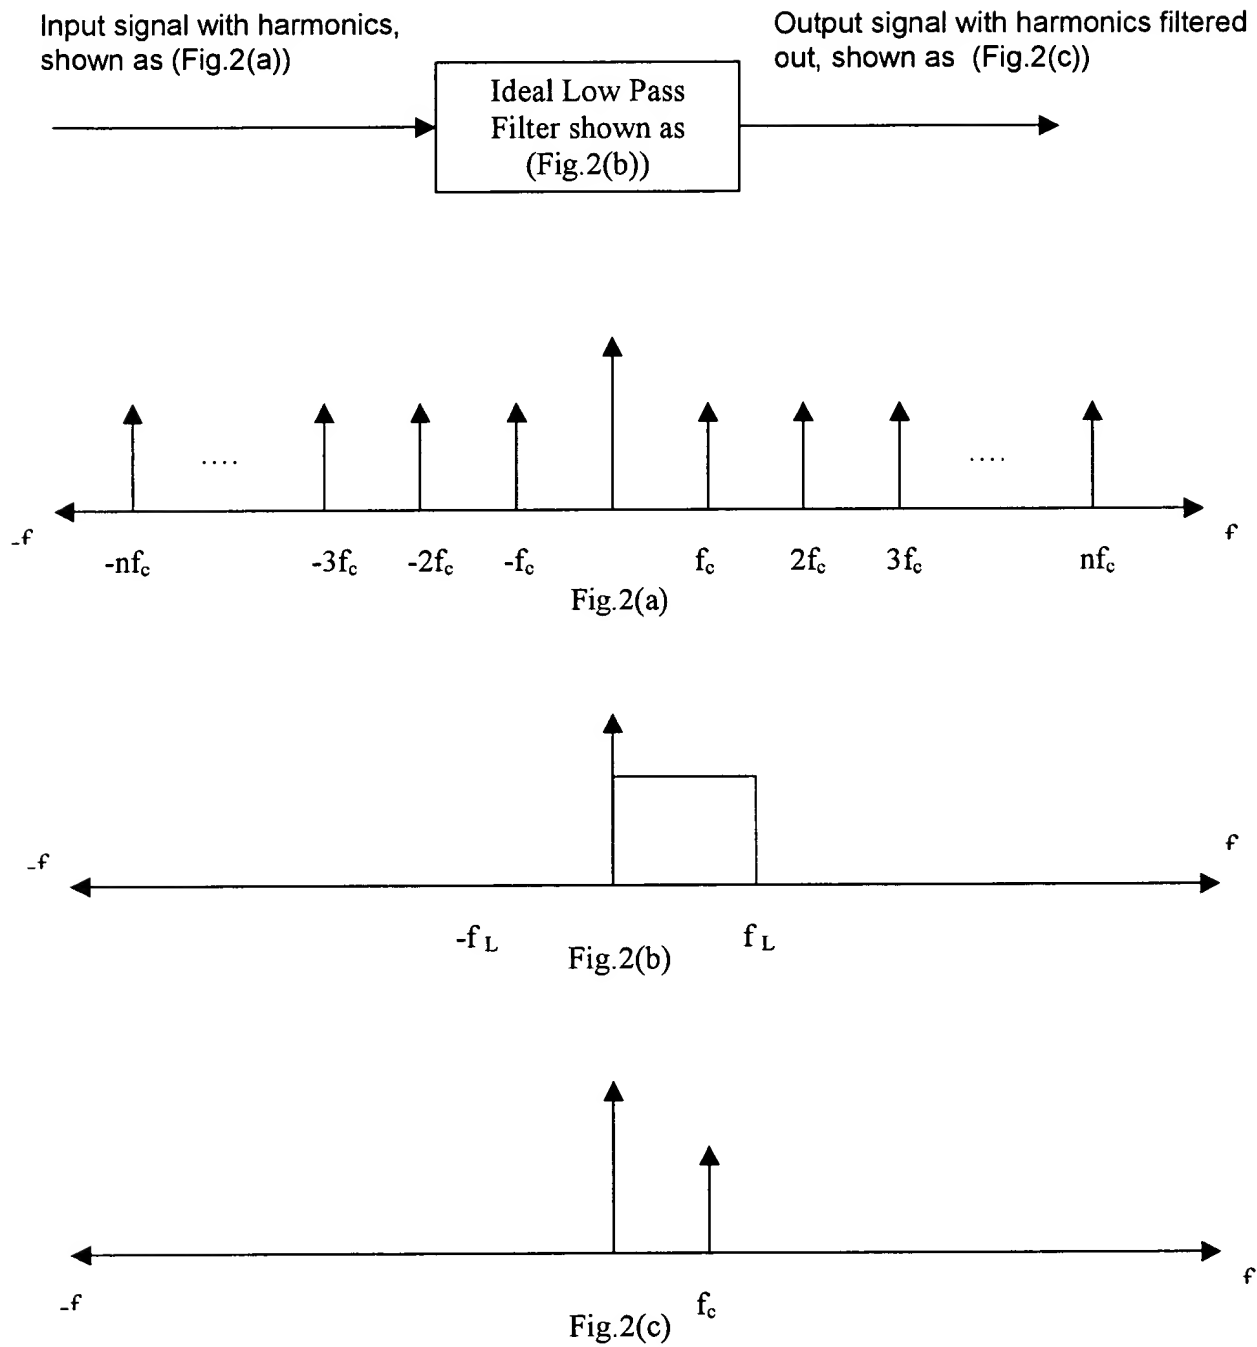 Input signal with harmonics,
shown as (Fig.2(a))
Output signal with harmonics filtered
out, shown as (Fig.2(c))
Ideal Low Pass
Filter shown as
(Fig.2(b))
.... ....
-f f
-nfc -3fc -2fc -fc fc 2fc 3fc nfc
Fig.2(a)
-f f
-f L f L
Fig.2(b)
-f fc f
Fig.2(c)